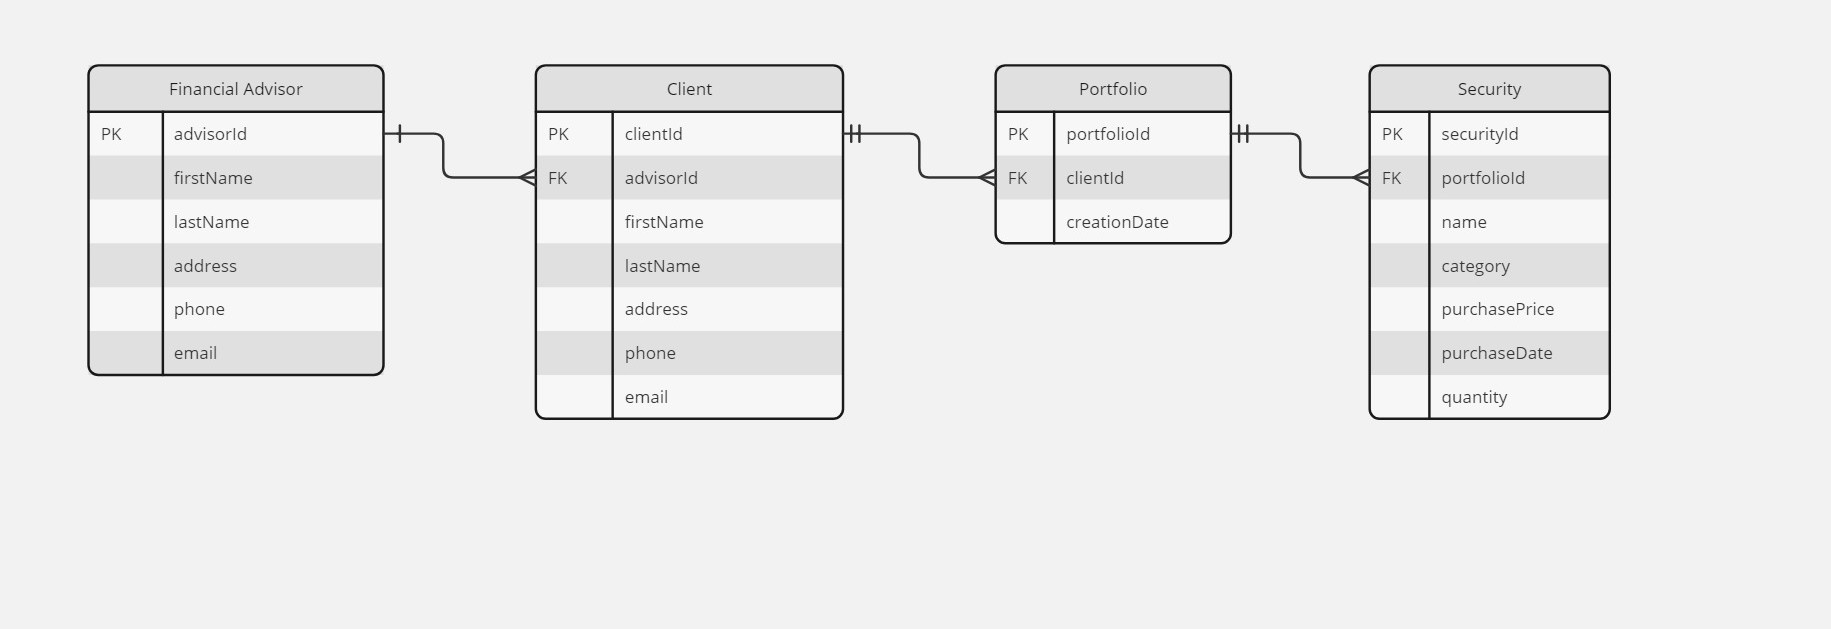 Financial Advisor
PK advisorId
firstName
lastName
address
phone
email
Client
PK clientId
FK advisorId
firstName
lastName
address
phone
email
Portfolio
PK portfolioId
FK clientId
creationDate
Security
PK securityId
FK portfolioId
name
category
purchasePrice
purchaseDate
quantity